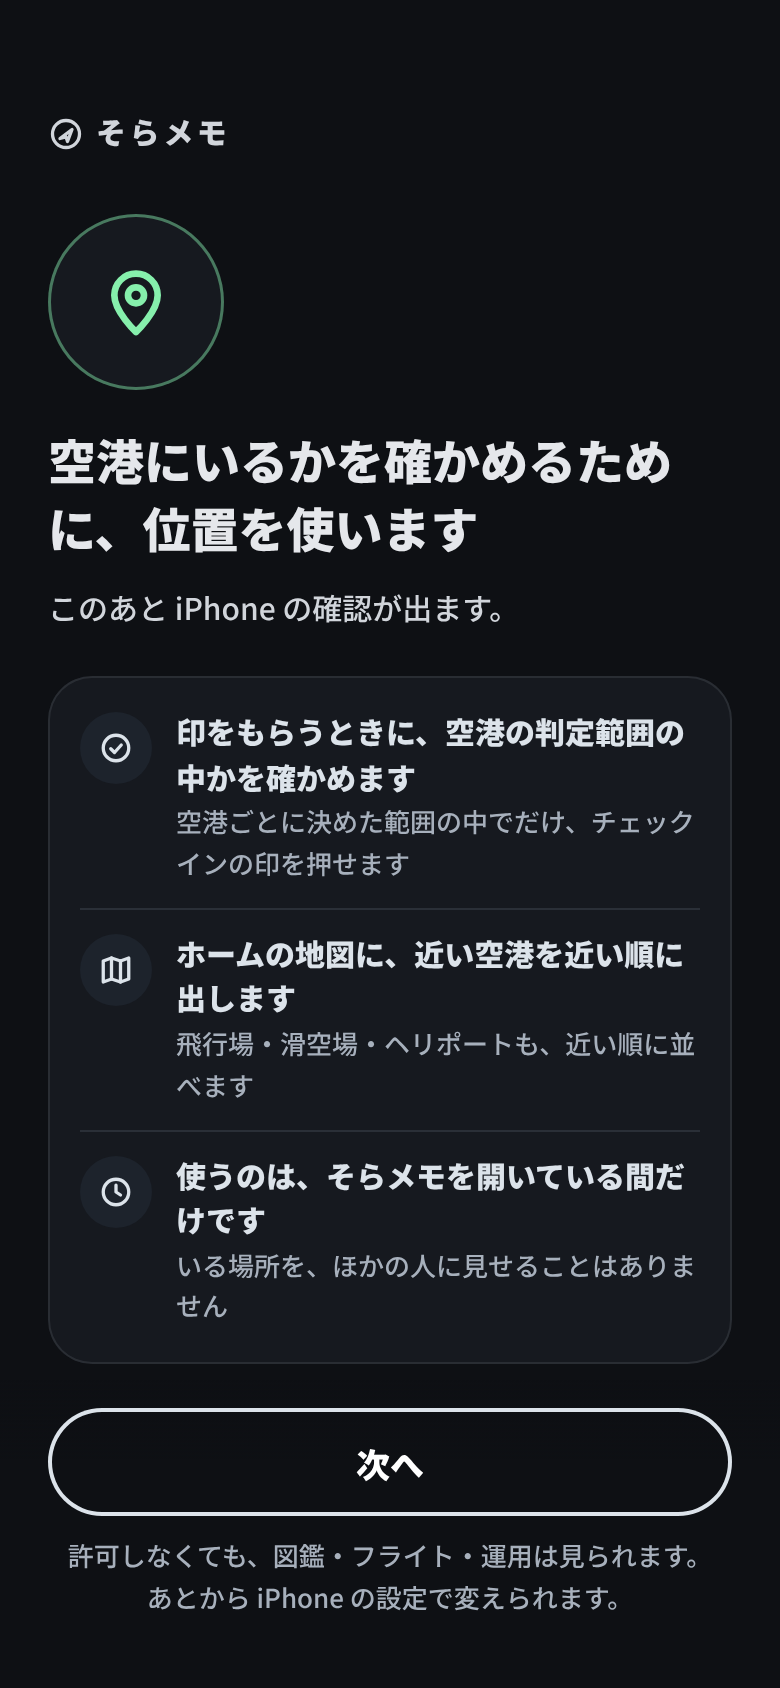 そらメモ
空港にいるかを確かめるため
に、位置を使います
このあと iPhone の確認が出ます。
印をもらうときに、空港の判定範囲の
中かを確かめます
空港ごとに決めた範囲の中でだけ、チェック
インの印を押せます
ホームの地図に、近い空港を近い順に
出します
飛行場・滑空場・ヘリポートも、近い順に並
べます
使うのは、そらメモを開いている間だ
けです
いる場所を、ほかの人に見せることはありま
せん
次へ
許可しなくても、図鑑・フライト・運用は見られます。
あとから iPhone の設定で変えられます。